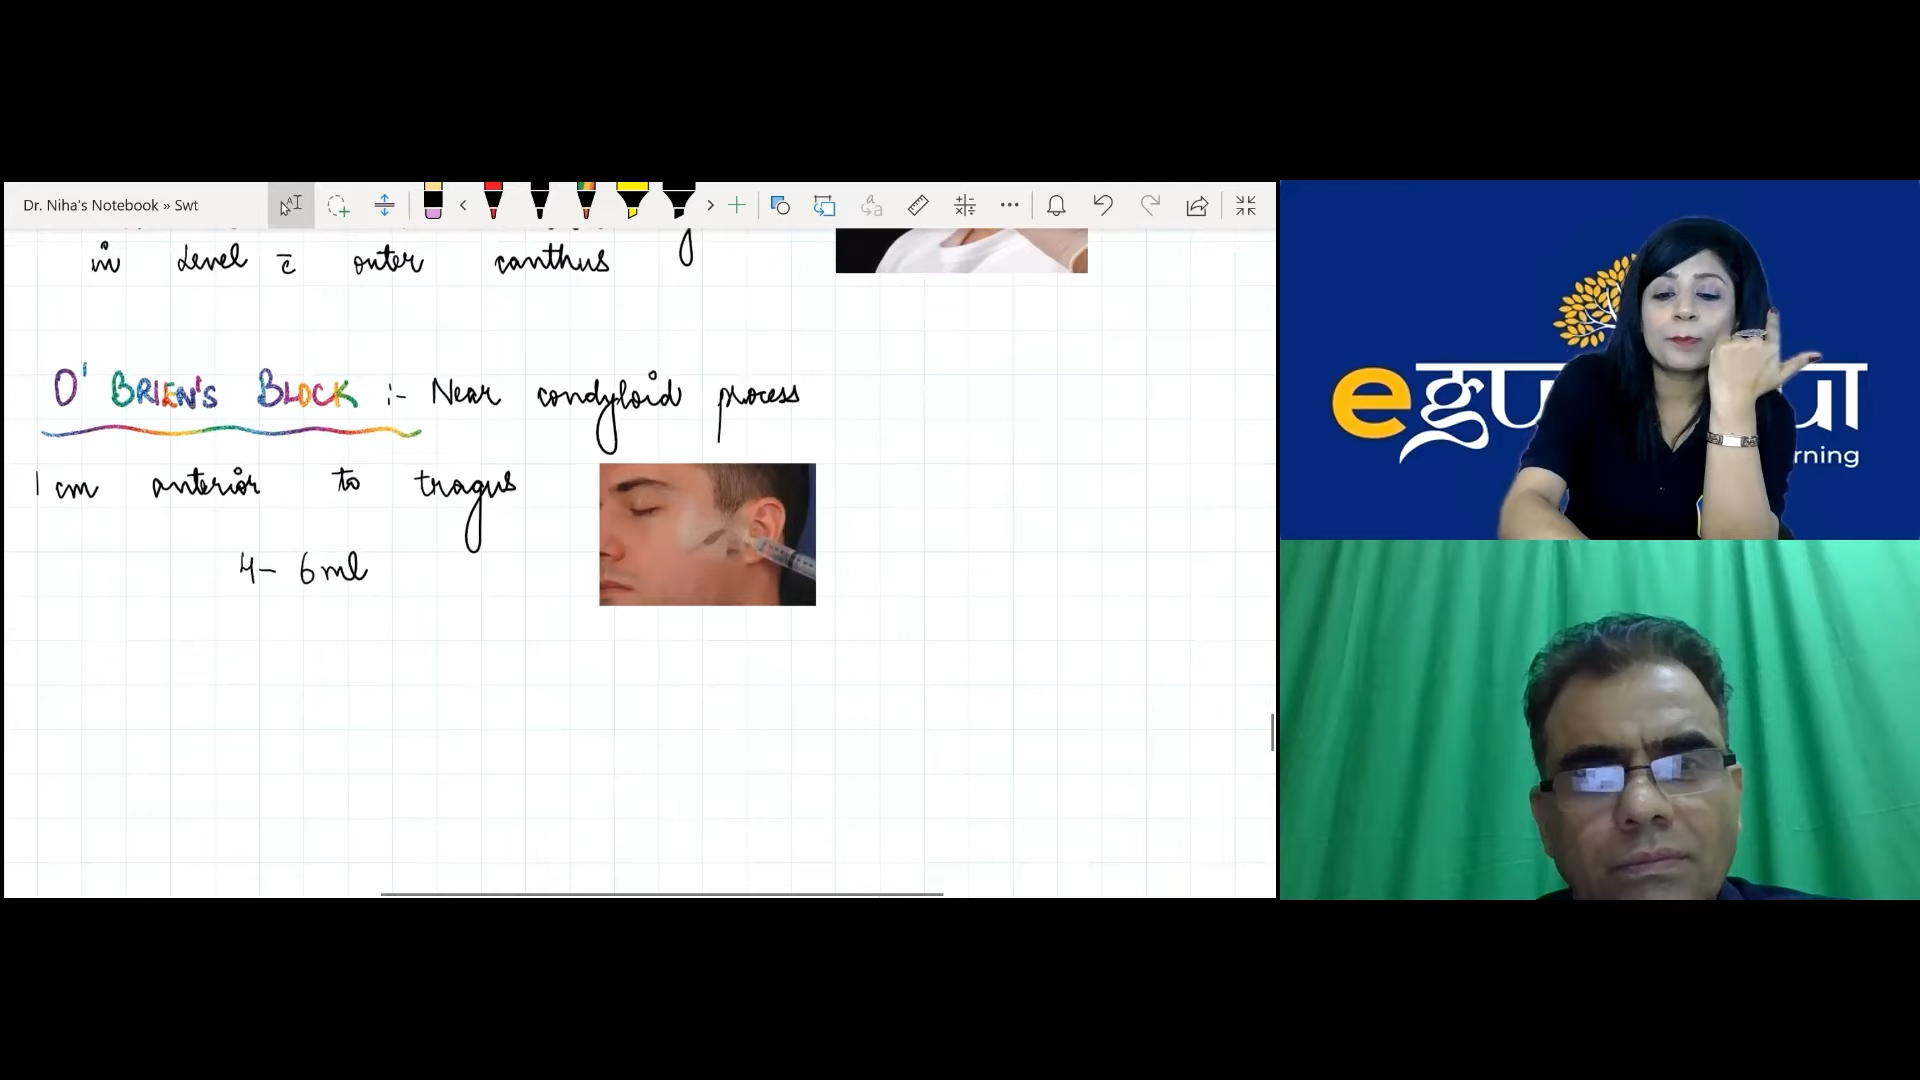 Dr. Niha's Notebook » Swt
in level c̄ outer canthus
O'BRIEN'S BLOCK :- Near condyloid process
1 cm anterior to tragus
4- 6ml
eगु
rning